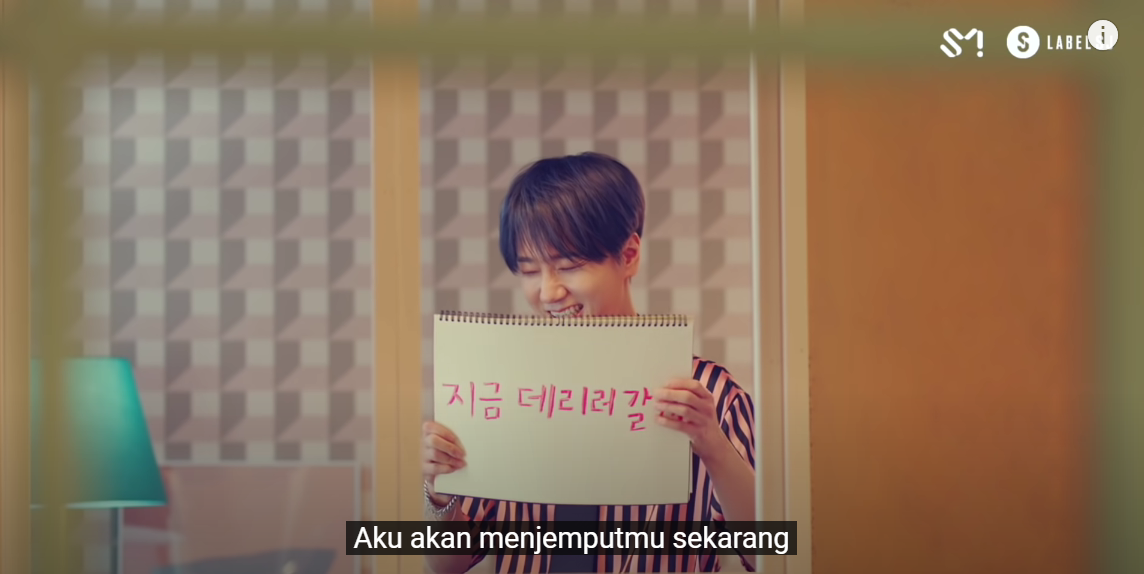 지금 데리러 갈
Aku akan menjemputmu sekarang